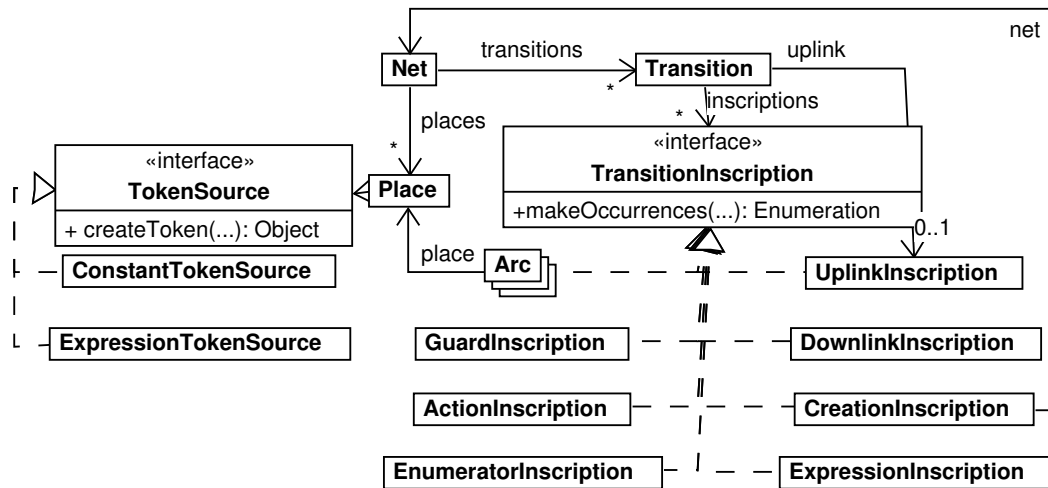 net
transitions
uplink
Net
Transition
*
inscriptions
places
*
*
«interface»
TransitionInscription
+makeOccurrences(...): Enumeration
«interface»
TokenSource
+ createToken(...): Object
Place
0..1
place
Arc
ConstantTokenSource
UplinkInscription
ExpressionTokenSource
GuardInscription
DownlinkInscription
ActionInscription
CreationInscription
EnumeratorInscription
ExpressionInscription